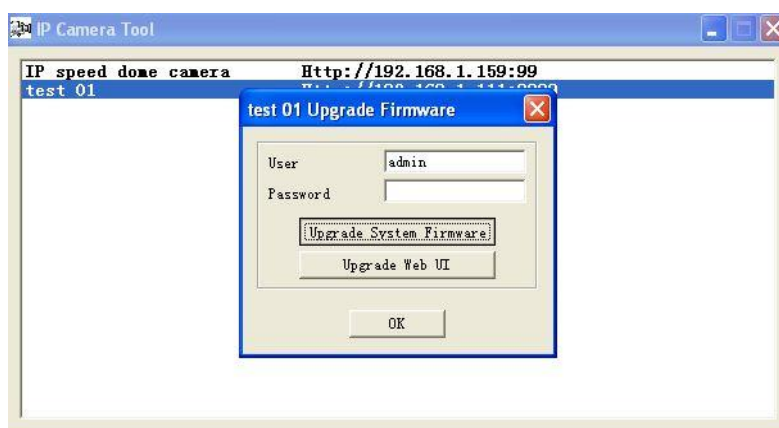 IP Camera Tool
IP speed dome camera Http://192.168.1.159:99
test 01
test 01 Upgrade Firmware
User admin
Password
Upgrade System Firmware
Upgrade Web UI
OK